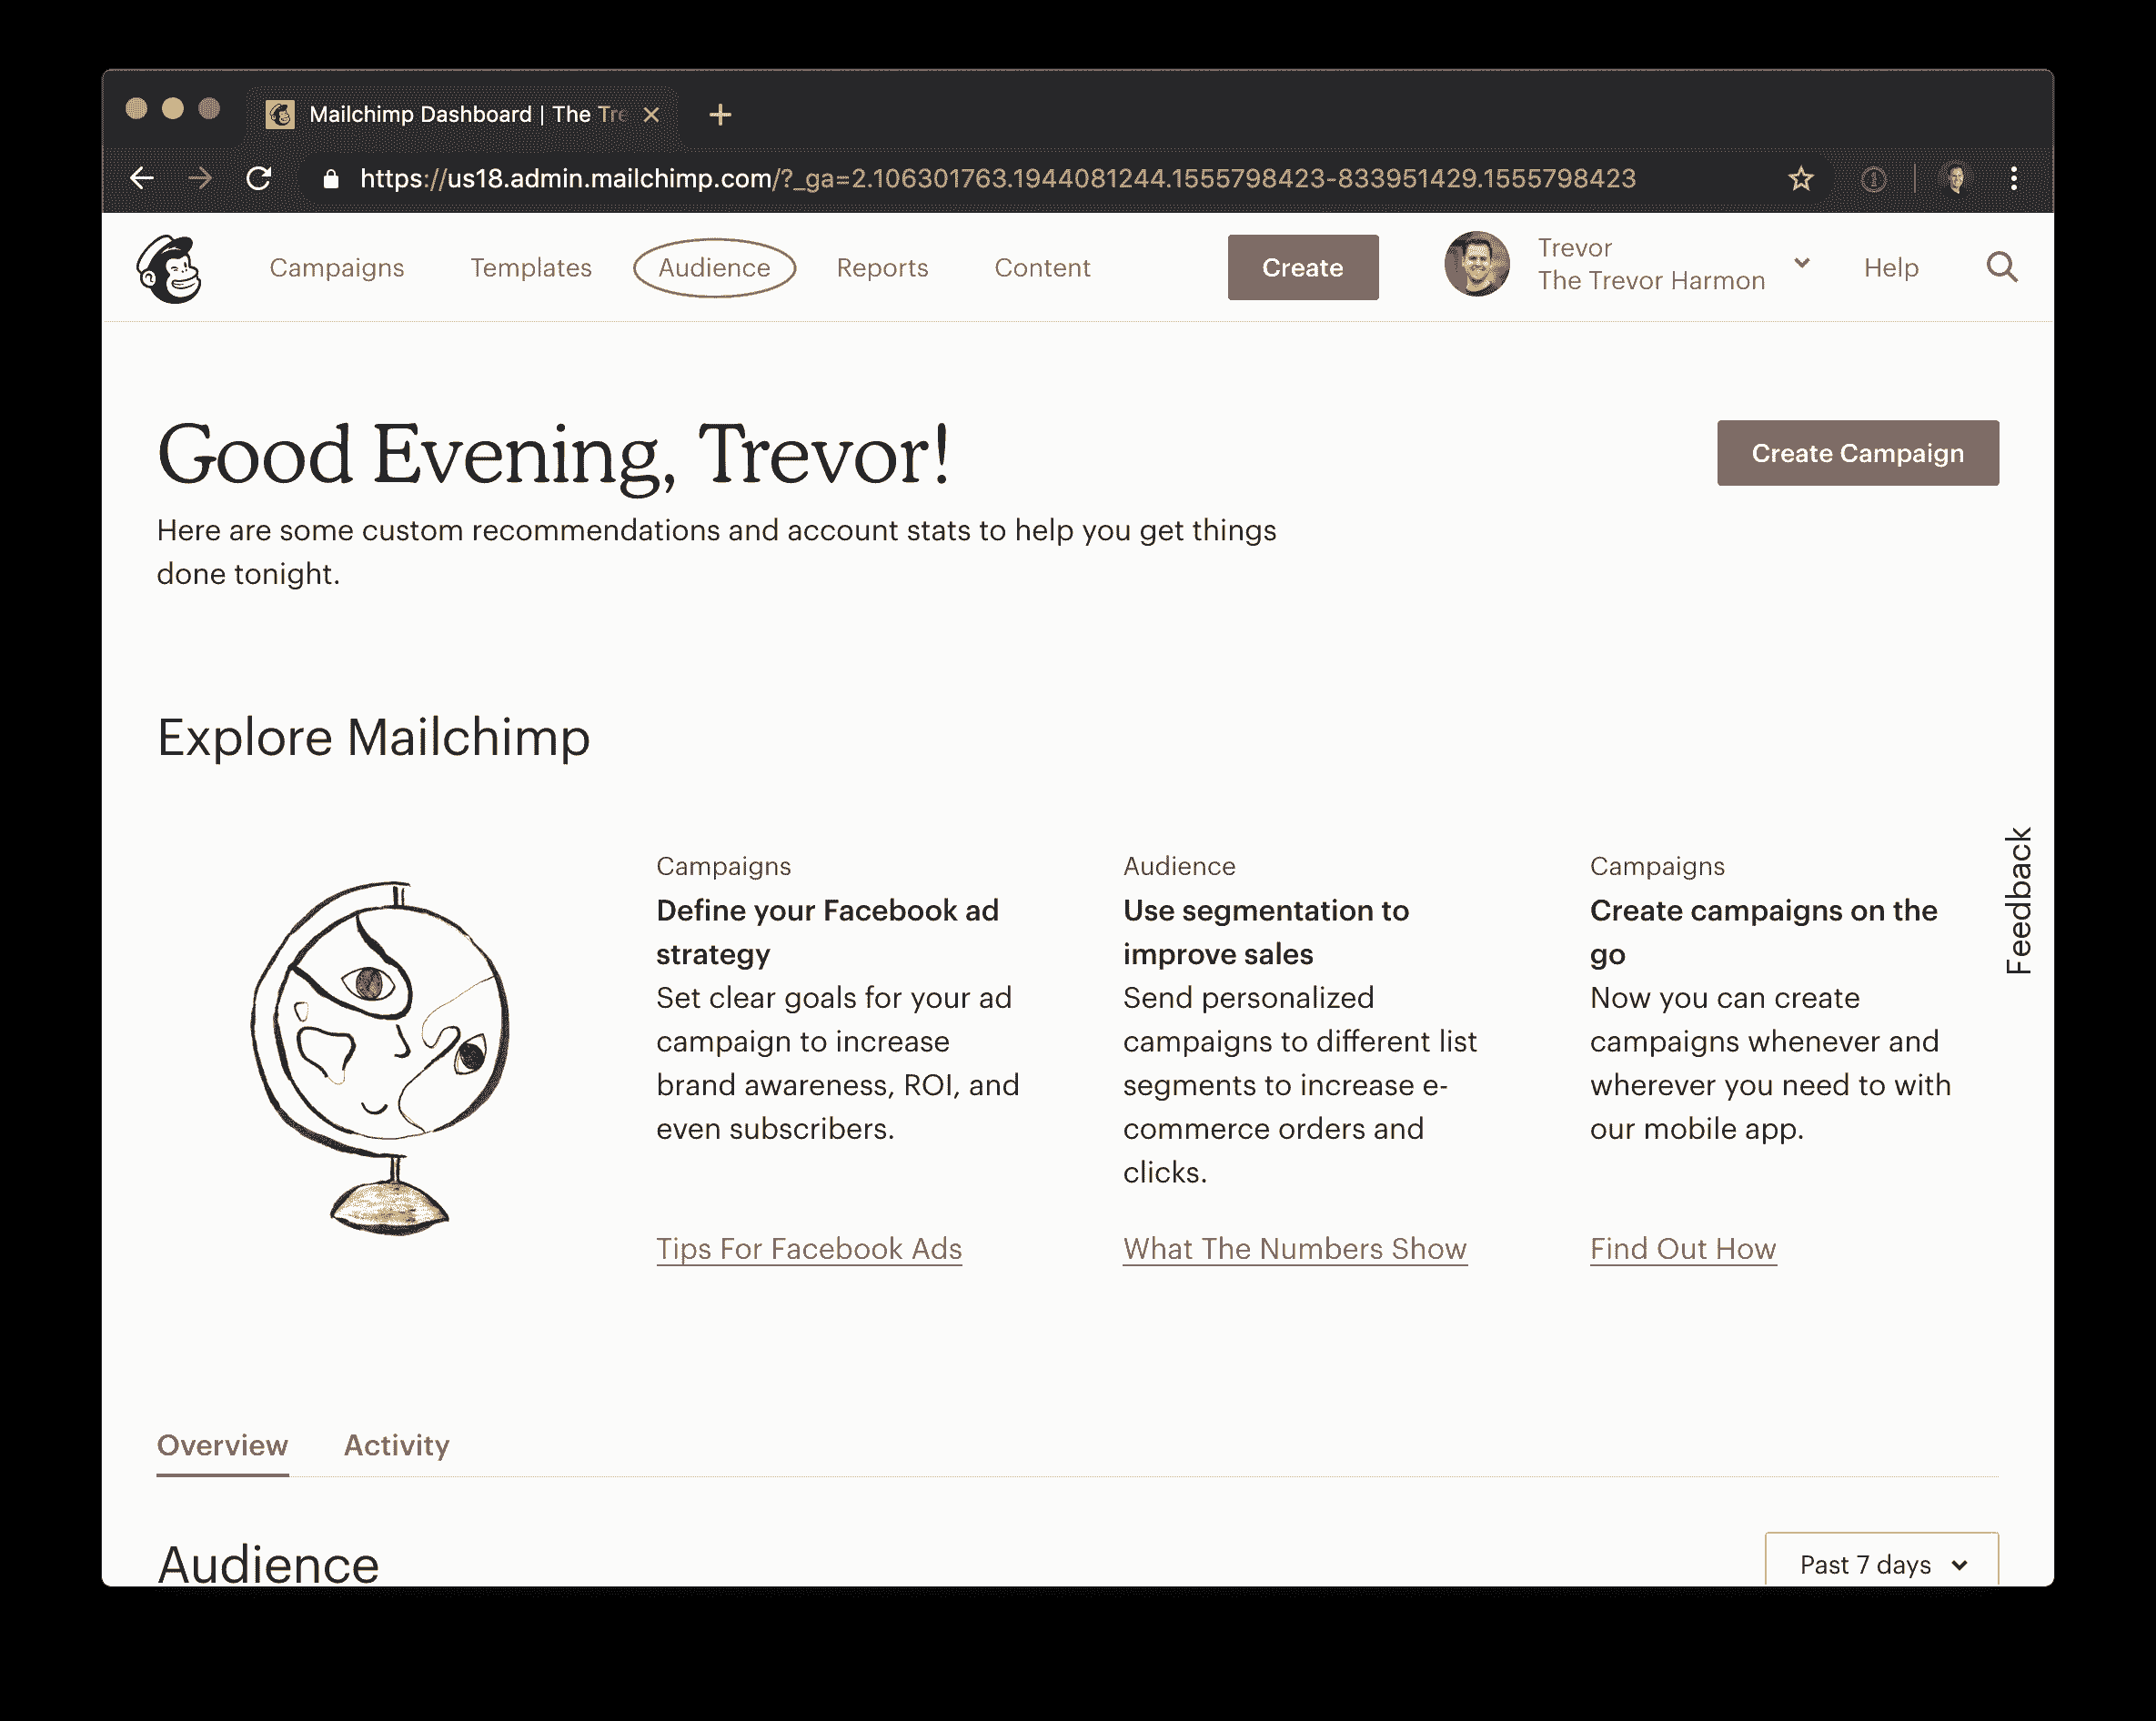 Mailchimp Dashboard | The Tre
https://us18.admin.mailchimp.com/?_ga=2.106301763.1944081244.1555798423-833951429.1555798423
Campaigns Templates Audience Reports Content Create Trevor Help
The Trevor Harmon
Good Evening, Trevor!
Create Campaign
Here are some custom recommendations and account stats to help you get things
done tonight.
Explore Mailchimp
Feedback
Campaigns
Define your Facebook ad
strategy
Set clear goals for your ad
campaign to increase
brand awareness, ROI, and
even subscribers.
Tips For Facebook Ads
Audience
Use segmentation to
improve sales
Send personalized
campaigns to different list
segments to increase e-
commerce orders and
clicks.
What The Numbers Show
Campaigns
Create campaigns on the
go
Now you can create
campaigns whenever and
wherever you need to with
our mobile app.
Find Out How
Overview Activity
Audience
Past 7 days